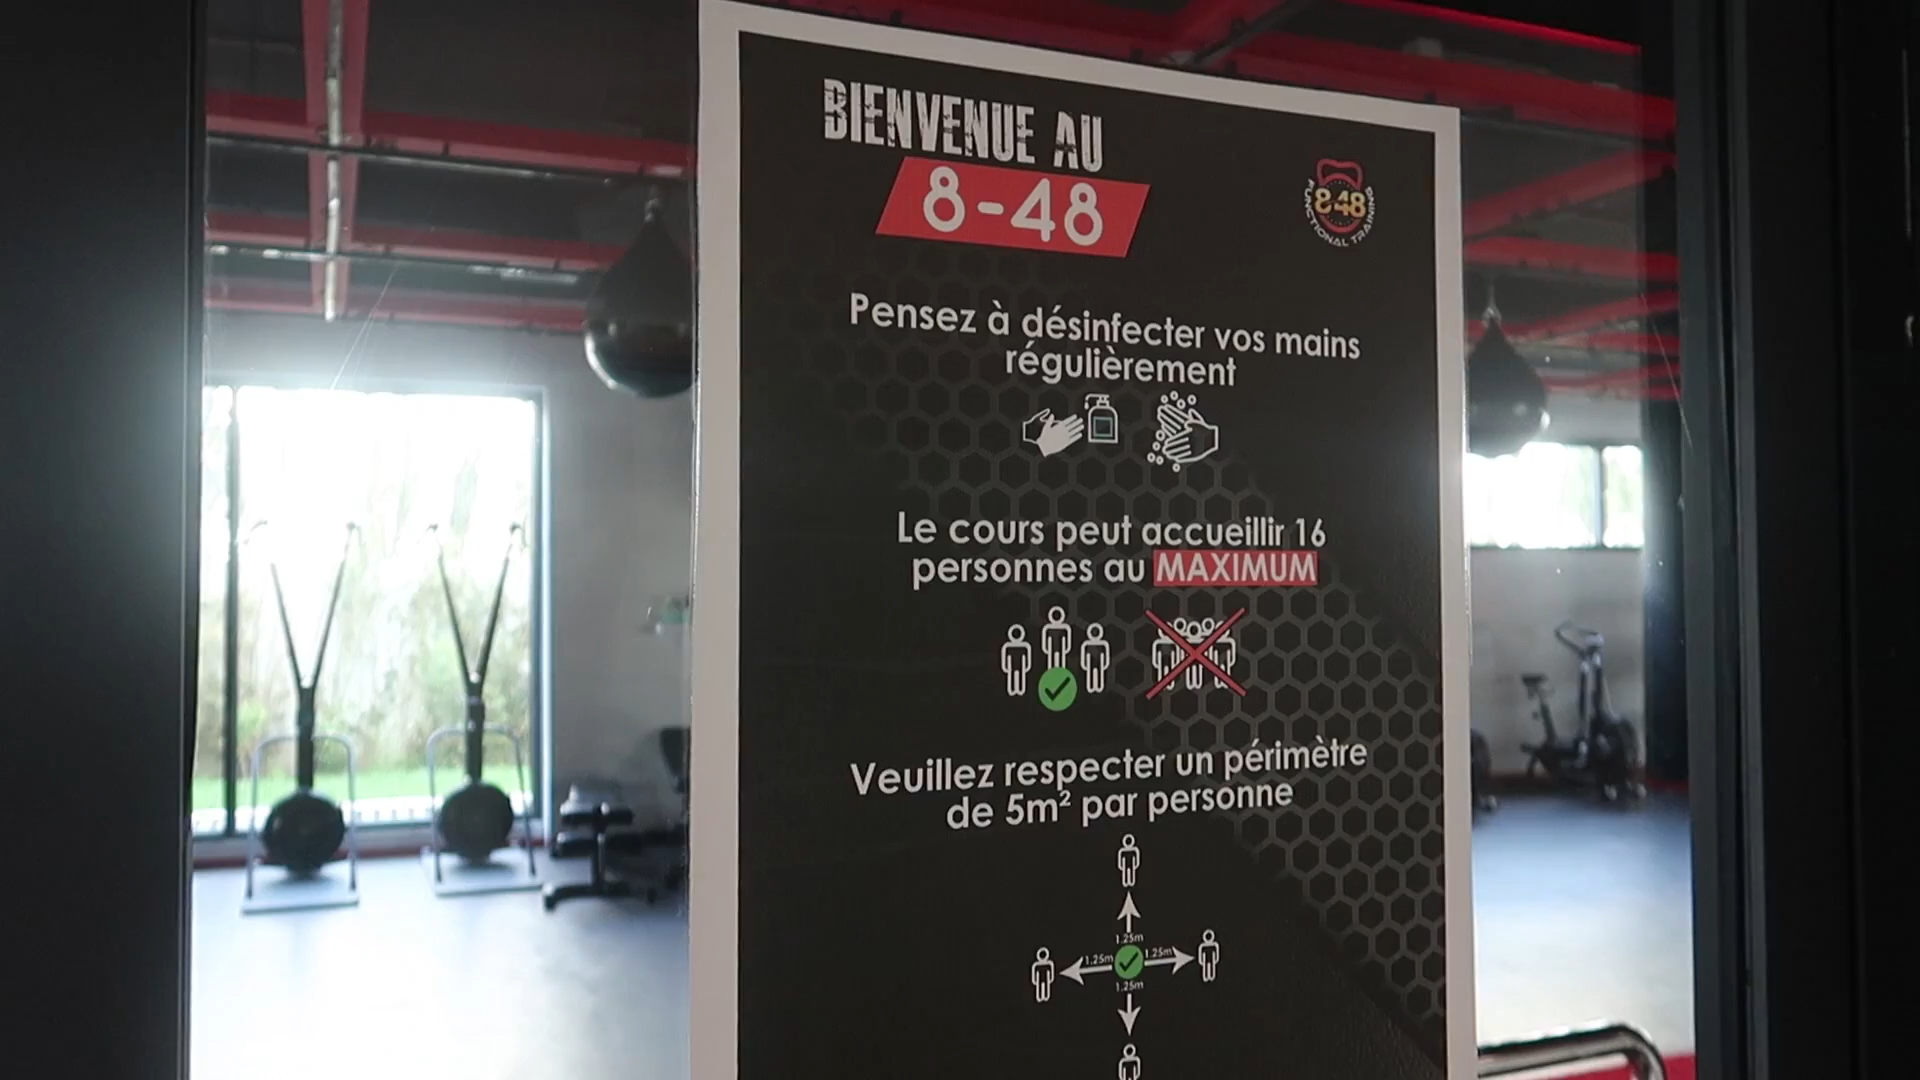 BIENVENUE AU
8-48
8-48
FUNCTIONAL TRAINING
Pensez à désinfecter vos mains
régulièrement
Le cours peut accueillir 16
personnes au MAXIMUM
Veuillez respecter un périmètre
de 5m² par personne
1.25m
1.25m 1.25m
1.25m